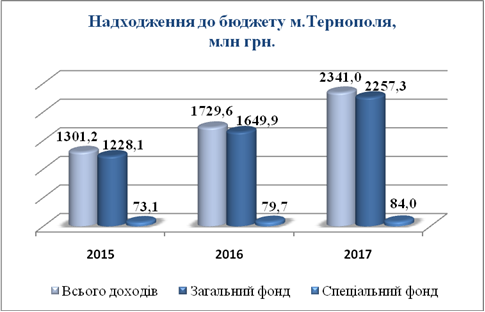 Надходження до бюджету м.Тернополя,
млн грн.
1301,2
1228,1
73,1
1729,6
1649,9
79,7
2341,0
2257,3
84,0
2015
2016
2017
Всього доходів
Загальний фонд
Спеціальний фонд